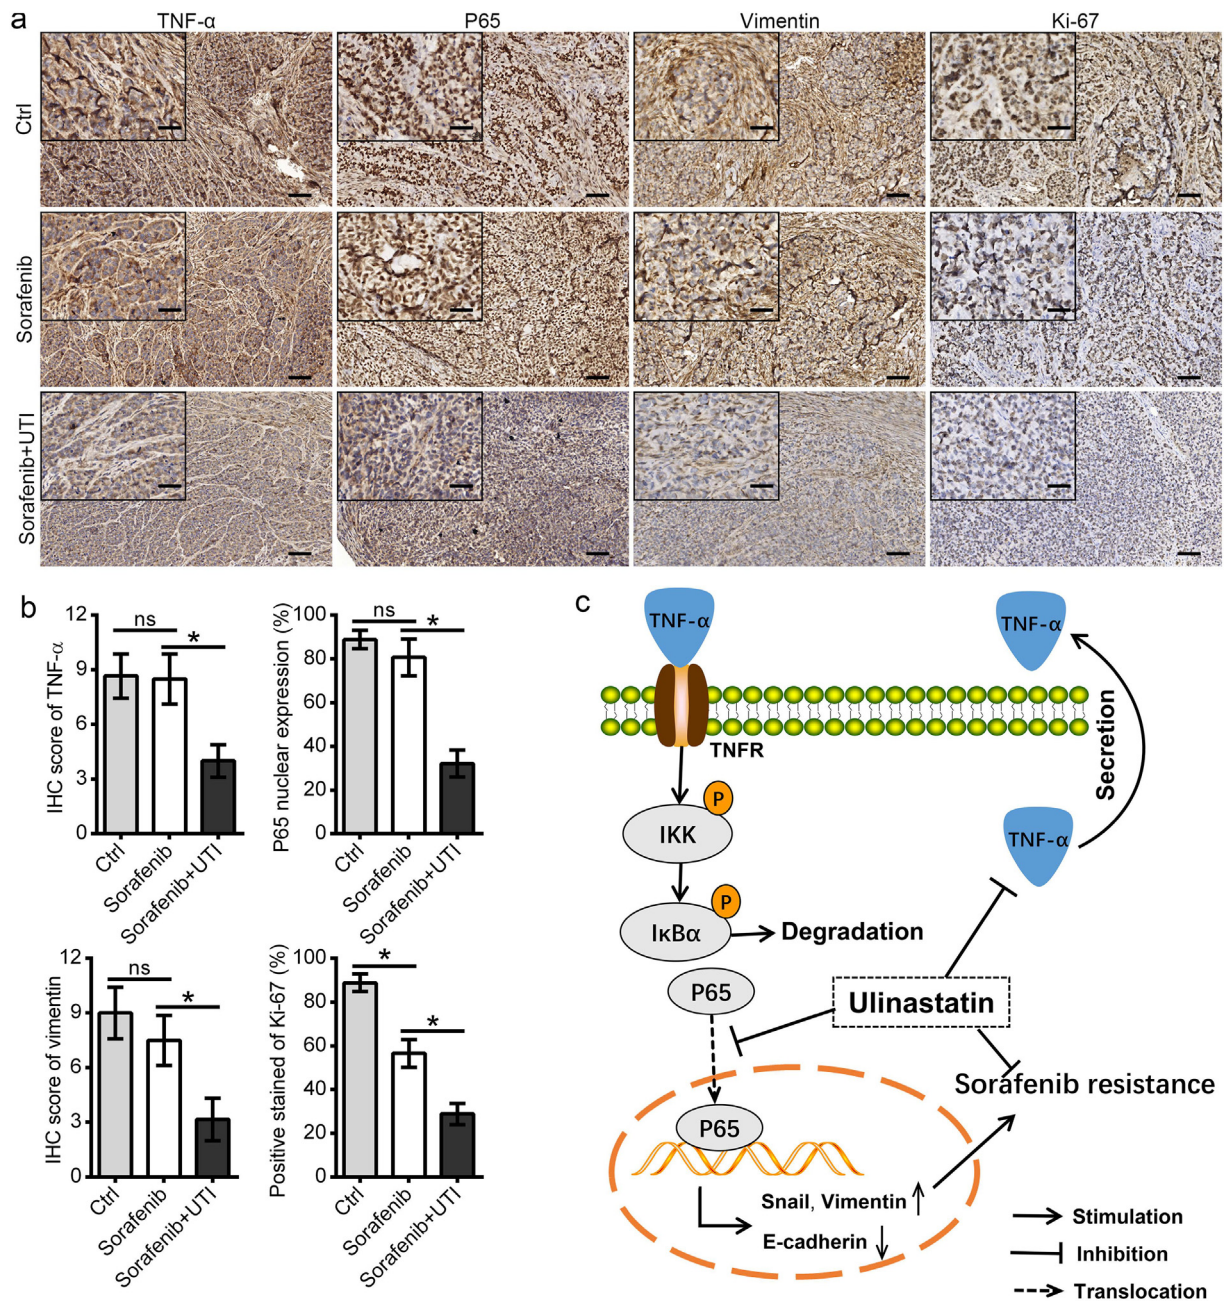 a
TNF-α P65 Vimentin Ki-67
Ctrl
Sorafenib
Sorafenib+UTI
b
IHC score of TNF-α
12
9
6
3
0
ns
*
Ctrl
Sorafenib
Sorafenib+UTI
P65 nuclear expression (%)
100
80
60
40
20
0
ns
*
Ctrl
Sorafenib
Sorafenib+UTI
IHC score of vimentin
12
9
6
3
0
ns
*
Ctrl
Sorafenib
Sorafenib+UTI
Positive stained of Ki-67 (%)
100
80
60
40
20
0
*
*
Ctrl
Sorafenib
Sorafenib+UTI
c
TNF-α
TNF-α
TNFR
Secretion
P
IKK
TNF-α
P
IκBα
Degradation
P65
Ulinastatin
Sorafenib resistance
P65
Snail, Vimentin
E-cadherin
Stimulation
Inhibition
Translocation